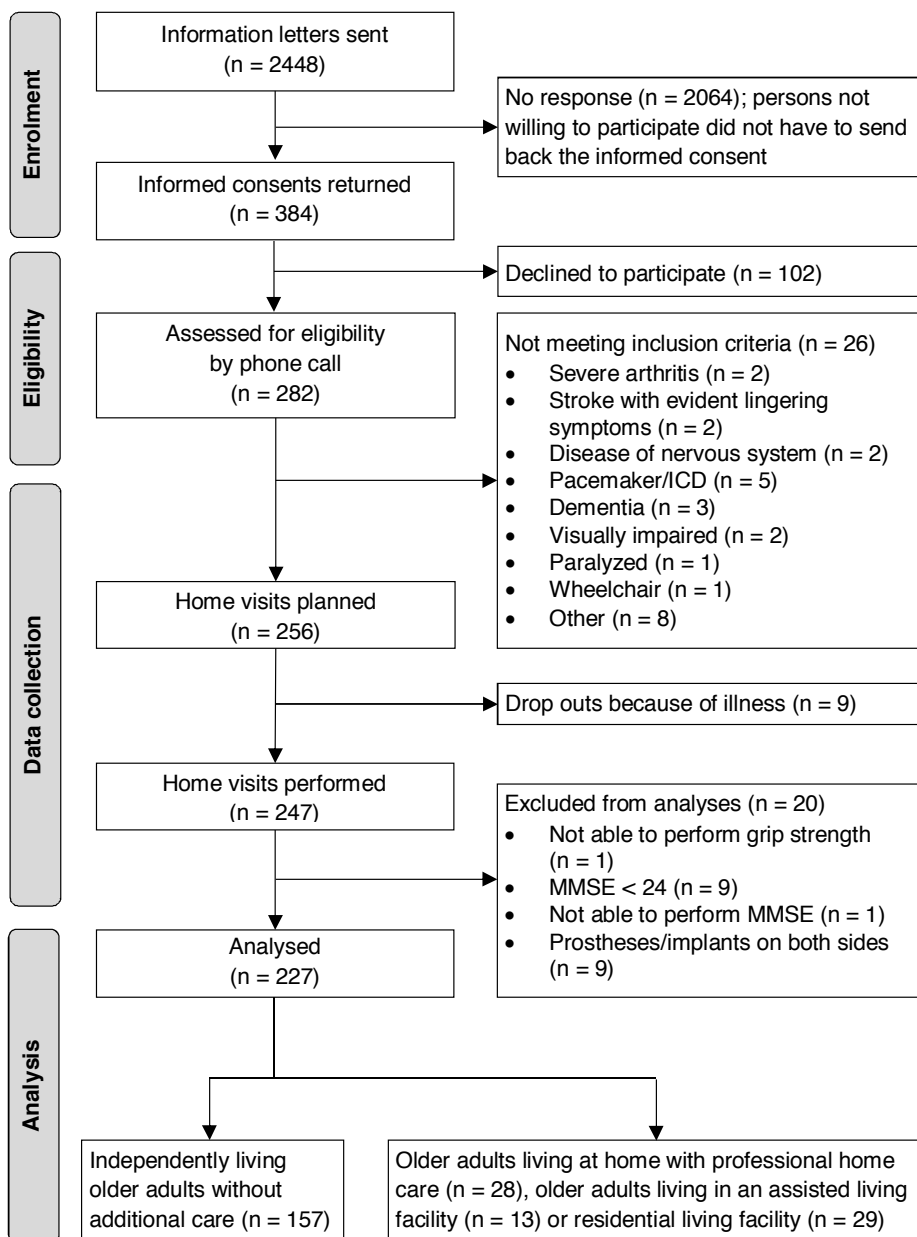 Enrolment
Information letters sent
(n = 2448)
No response (n = 2064); persons not
willing to participate did not have to send
back the informed consent
Informed consents returned
(n = 384)
Eligibility
Declined to participate (n = 102)
Assessed for eligibility
by phone call
(n = 282)
Not meeting inclusion criteria (n = 26)
• Severe arthritis (n = 2)
• Stroke with evident lingering
symptoms (n = 2)
• Disease of nervous system (n = 2)
• Pacemaker/ICD (n = 5)
• Dementia (n = 3)
• Visually impaired (n = 2)
• Paralyzed (n = 1)
• Wheelchair (n = 1)
• Other (n = 8)
Data collection
Home visits planned
(n = 256)
Drop outs because of illness (n = 9)
Home visits performed
(n = 247)
Excluded from analyses (n = 20)
• Not able to perform grip strength
(n = 1)
• MMSE < 24 (n = 9)
• Not able to perform MMSE (n = 1)
• Prostheses/implants on both sides
(n = 9)
Analysis
Analysed
(n = 227)
Independently living
older adults without
additional care (n = 157)
Older adults living at home with professional home
care (n = 28), older adults living in an assisted living
facility (n = 13) or residential living facility (n = 29)